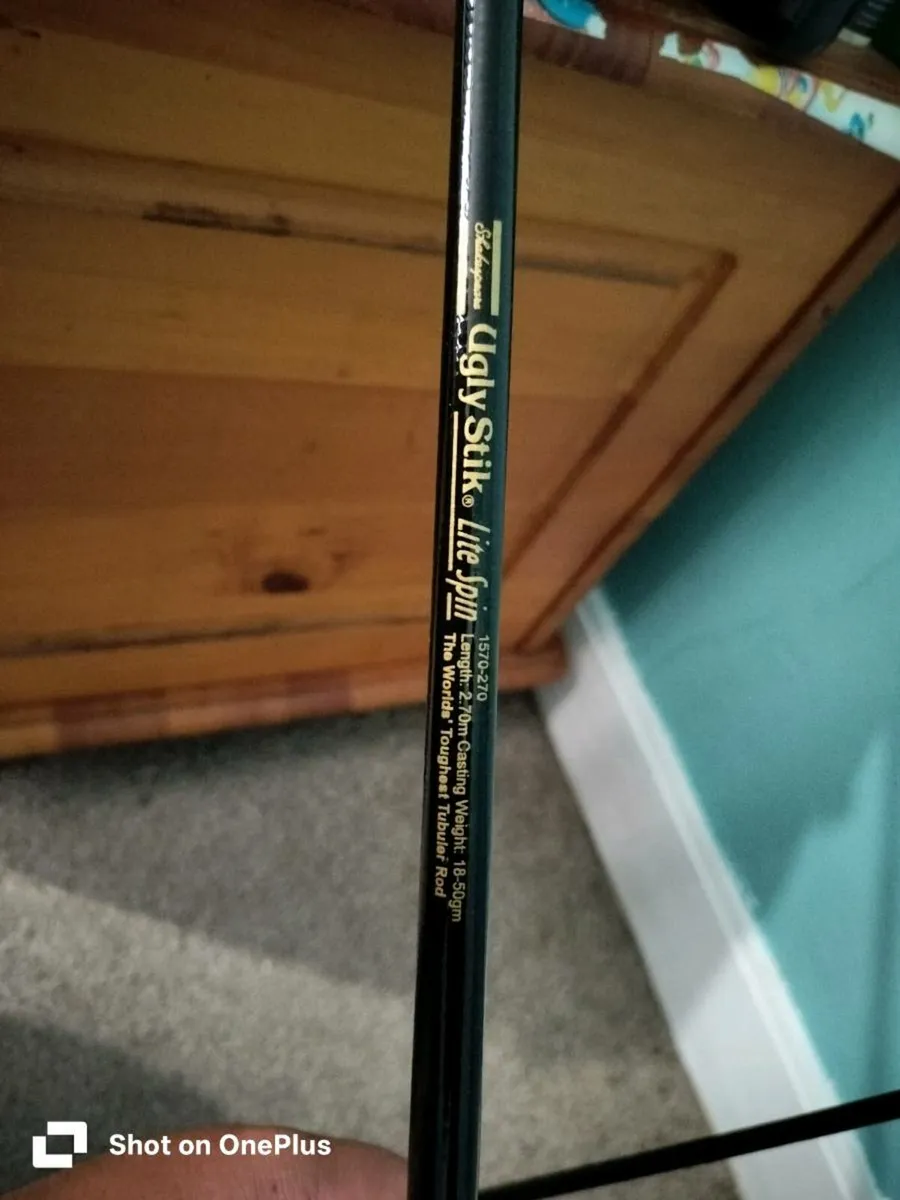 Shakespeare
Ugly Stik® Lite Spin
1570-270
Length: 2.70m Casting Weight: 18-50gm
The Worlds' Toughest Tubular Rod
Shot on OnePlus